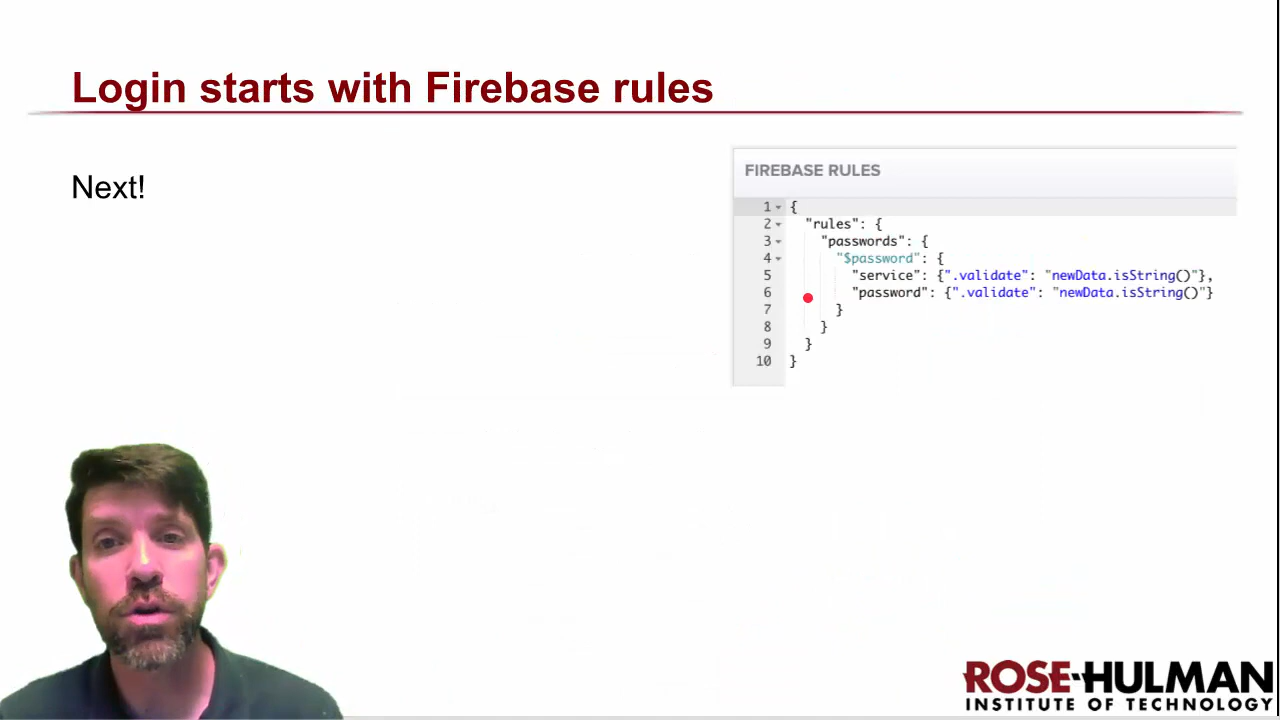 Login starts with Firebase rules
Next!
FIREBASE RULES
1 {
2 "rules": {
3 "passwords": {
4 "$password": {
5 "service": {".validate": "newData.isString()"},
6 "password": {".validate": "newData.isString()"}
7 }
8 }
9 }
10 }
ROSE-HULMAN
INSTITUTE OF TECHNOLOGY